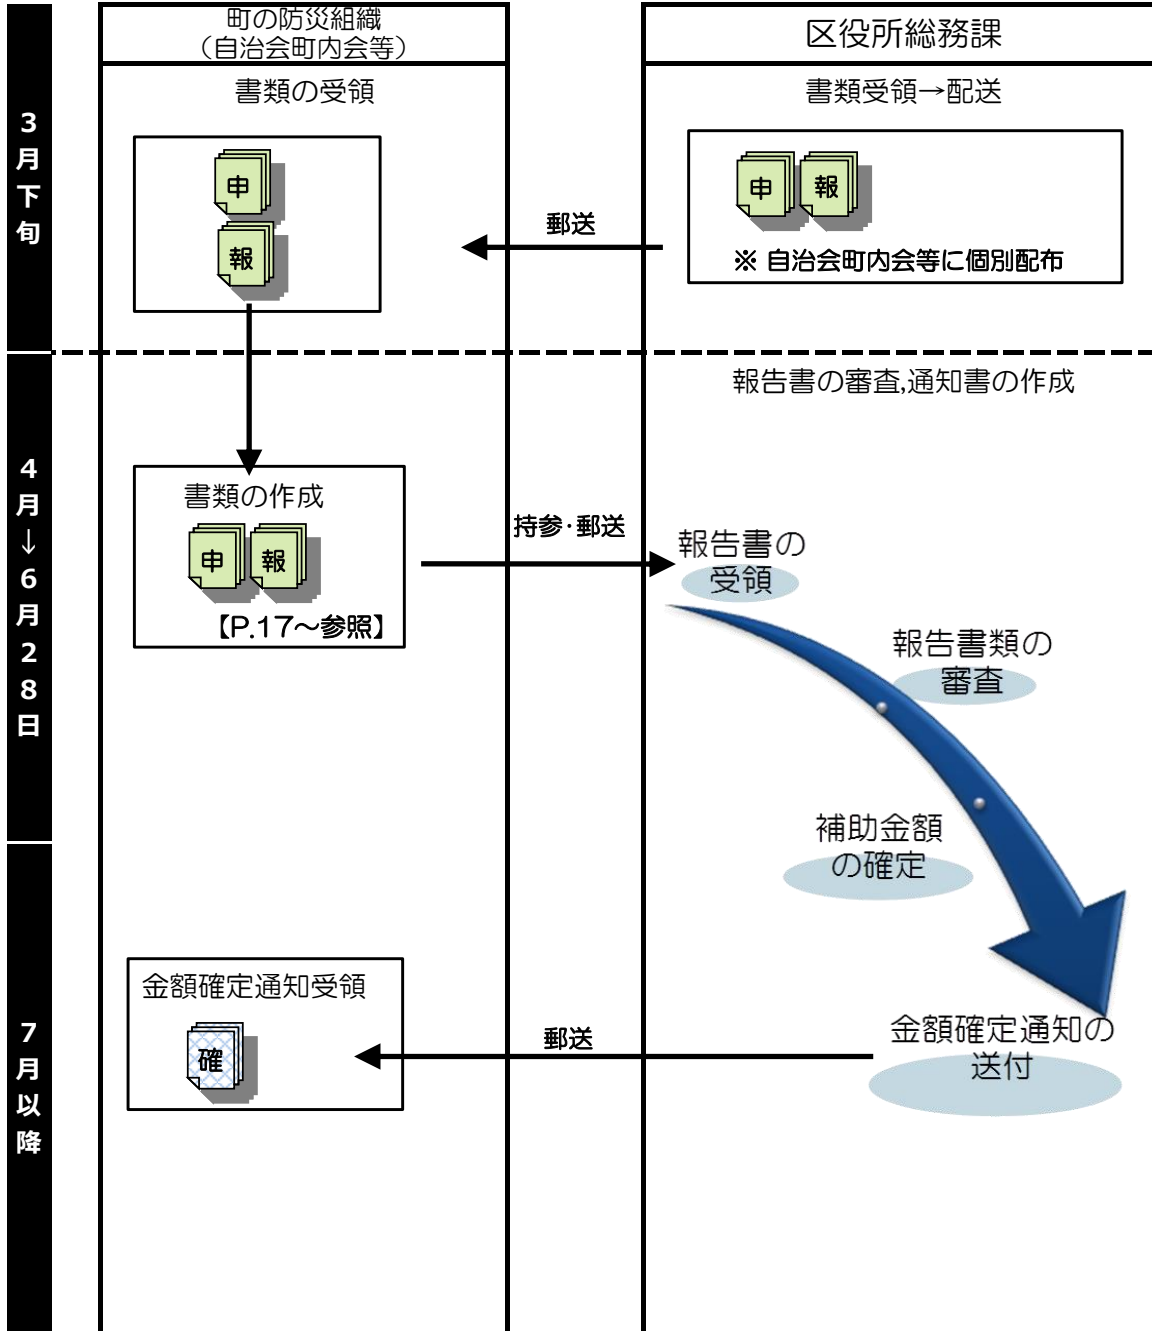 町の防災組織
（自治会町内会等）
区役所総務課
3月下旬
書類の受領
申
報
郵送
書類受領→配送
申
報
※ 自治会町内会等に個別配布
4月↓6月28日
報告書の審査,通知書の作成
書類の作成
申
報
【P.17～参照】
持参・郵送
報告書の
受領
報告書類の
審査
補助金額
の確定
7月以降
金額確定通知受領
確
郵送
金額確定通知の
送付